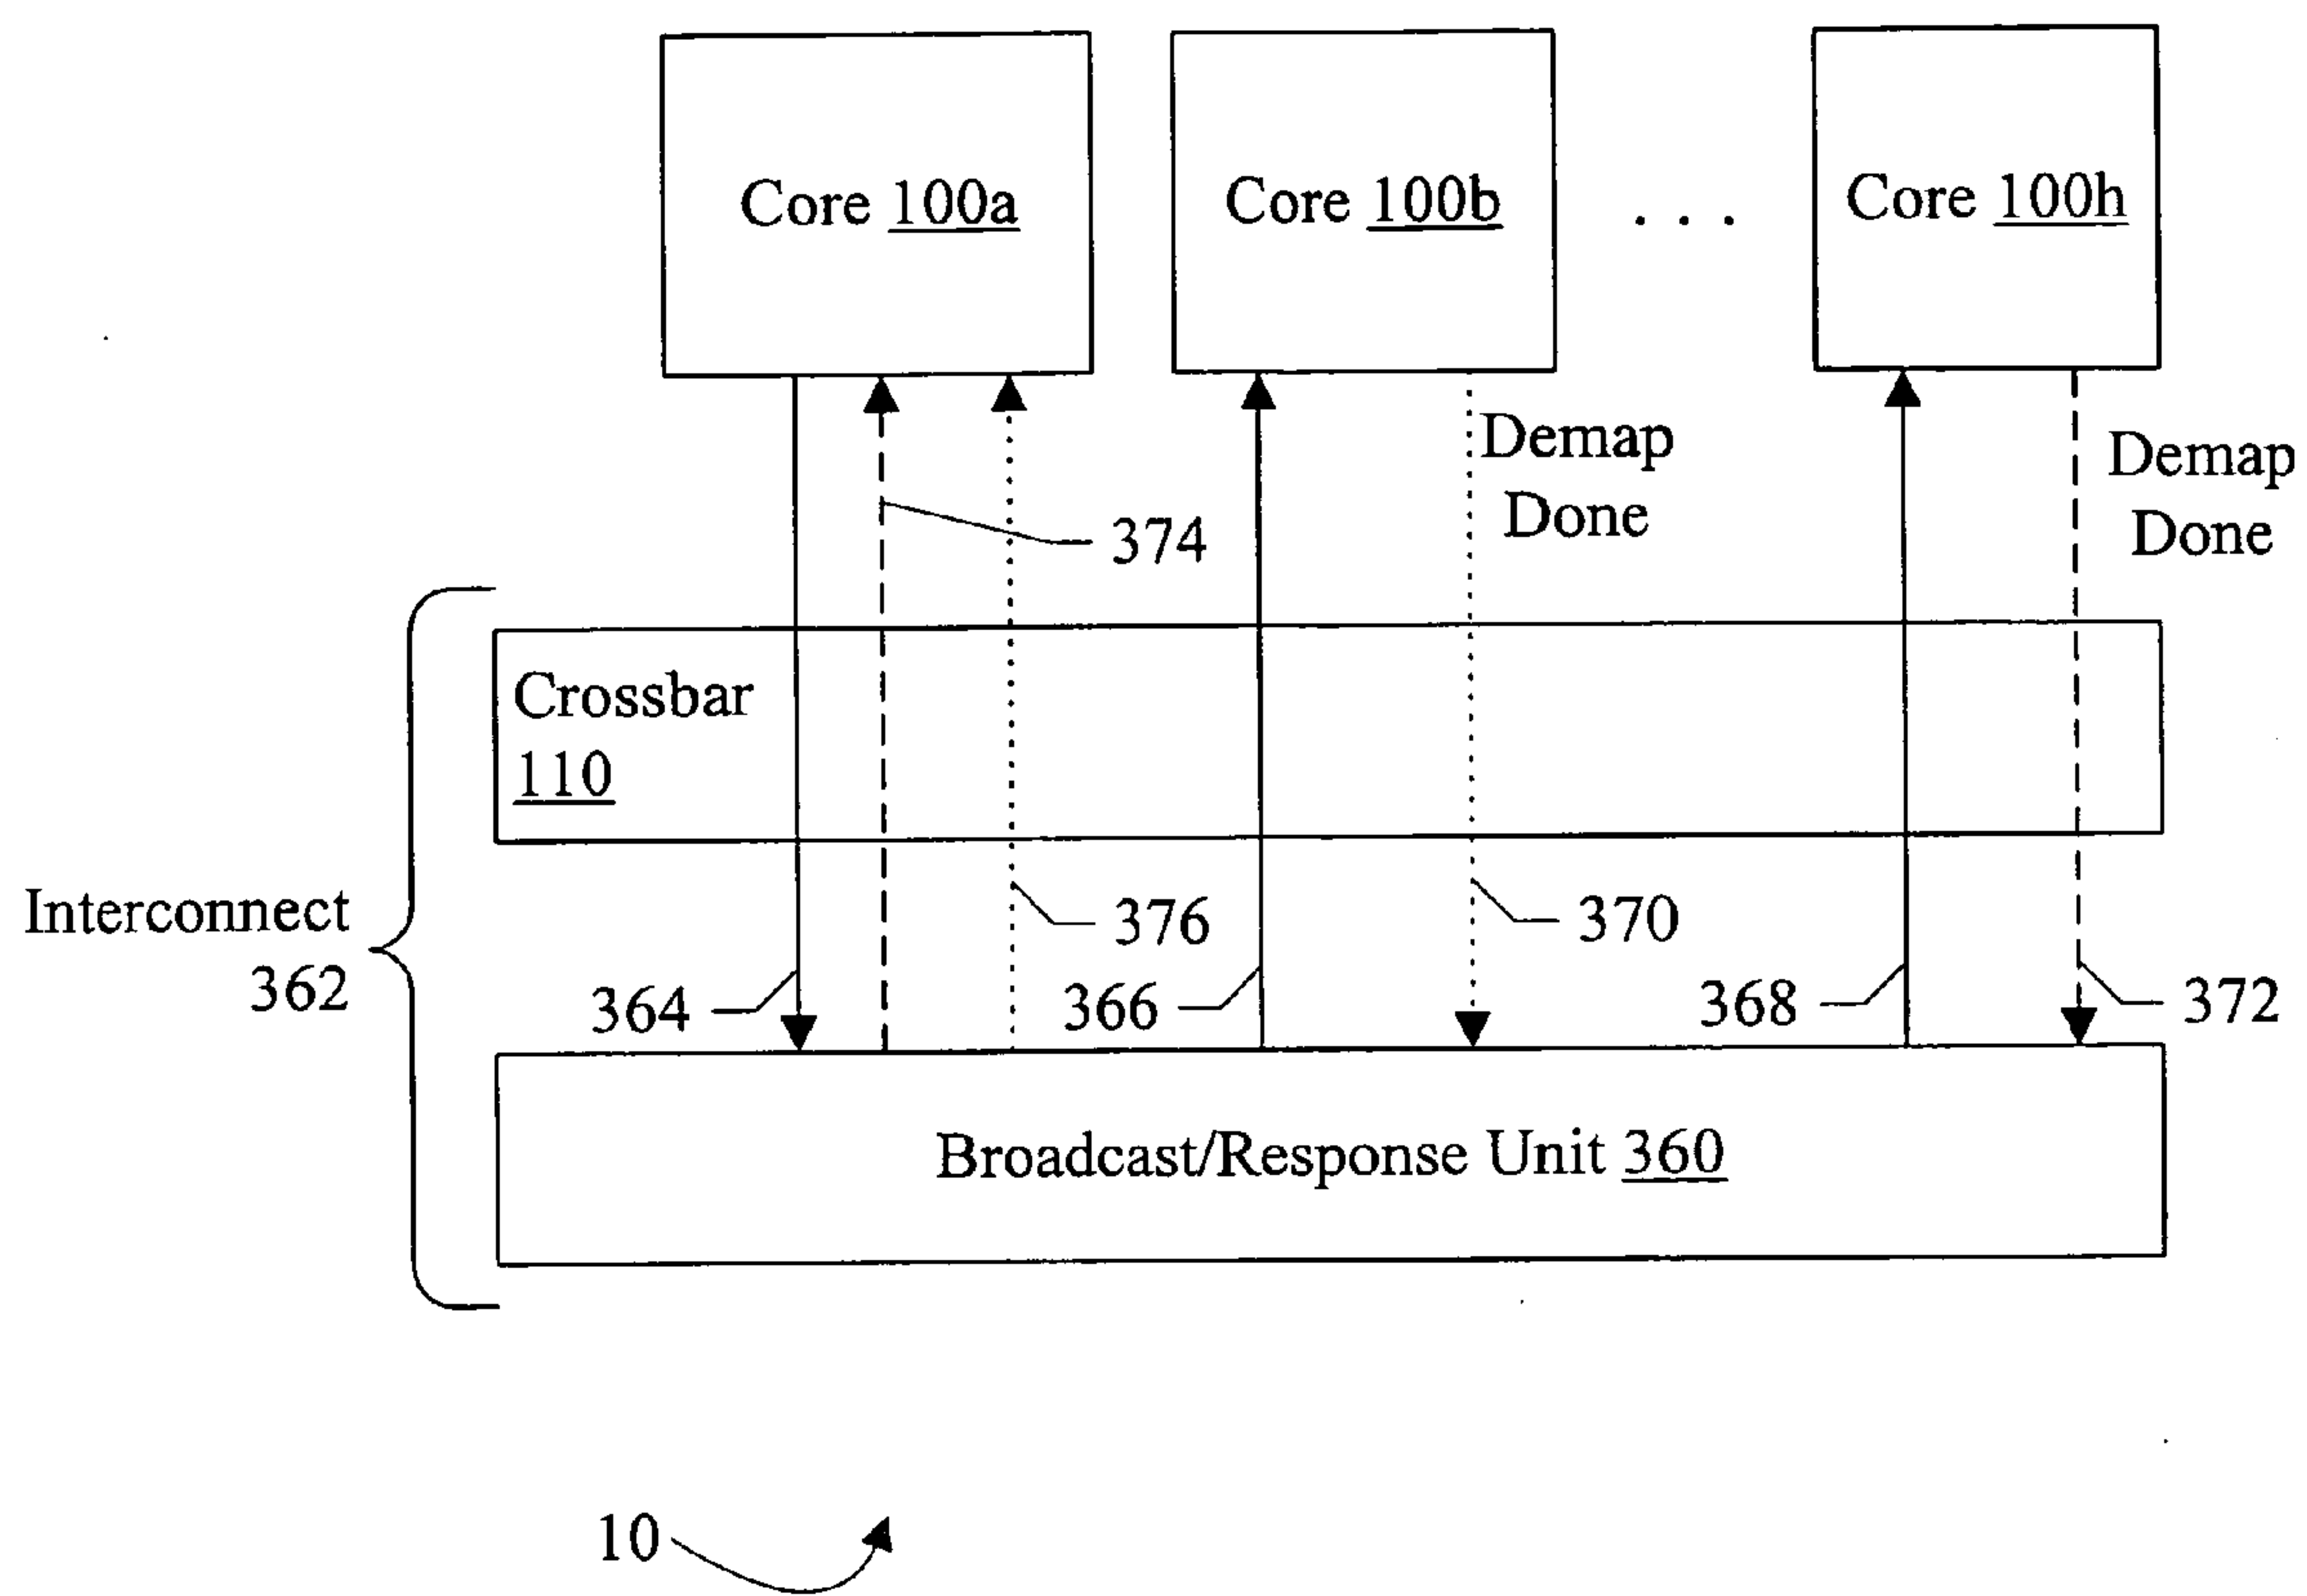 Core 100a
Core 100b
. . .
Core 100h
Demap
Done
Demap
Done
374
Crossbar
110
Interconnect
362
376
370
364
366
368
372
Broadcast/Response Unit 360
10